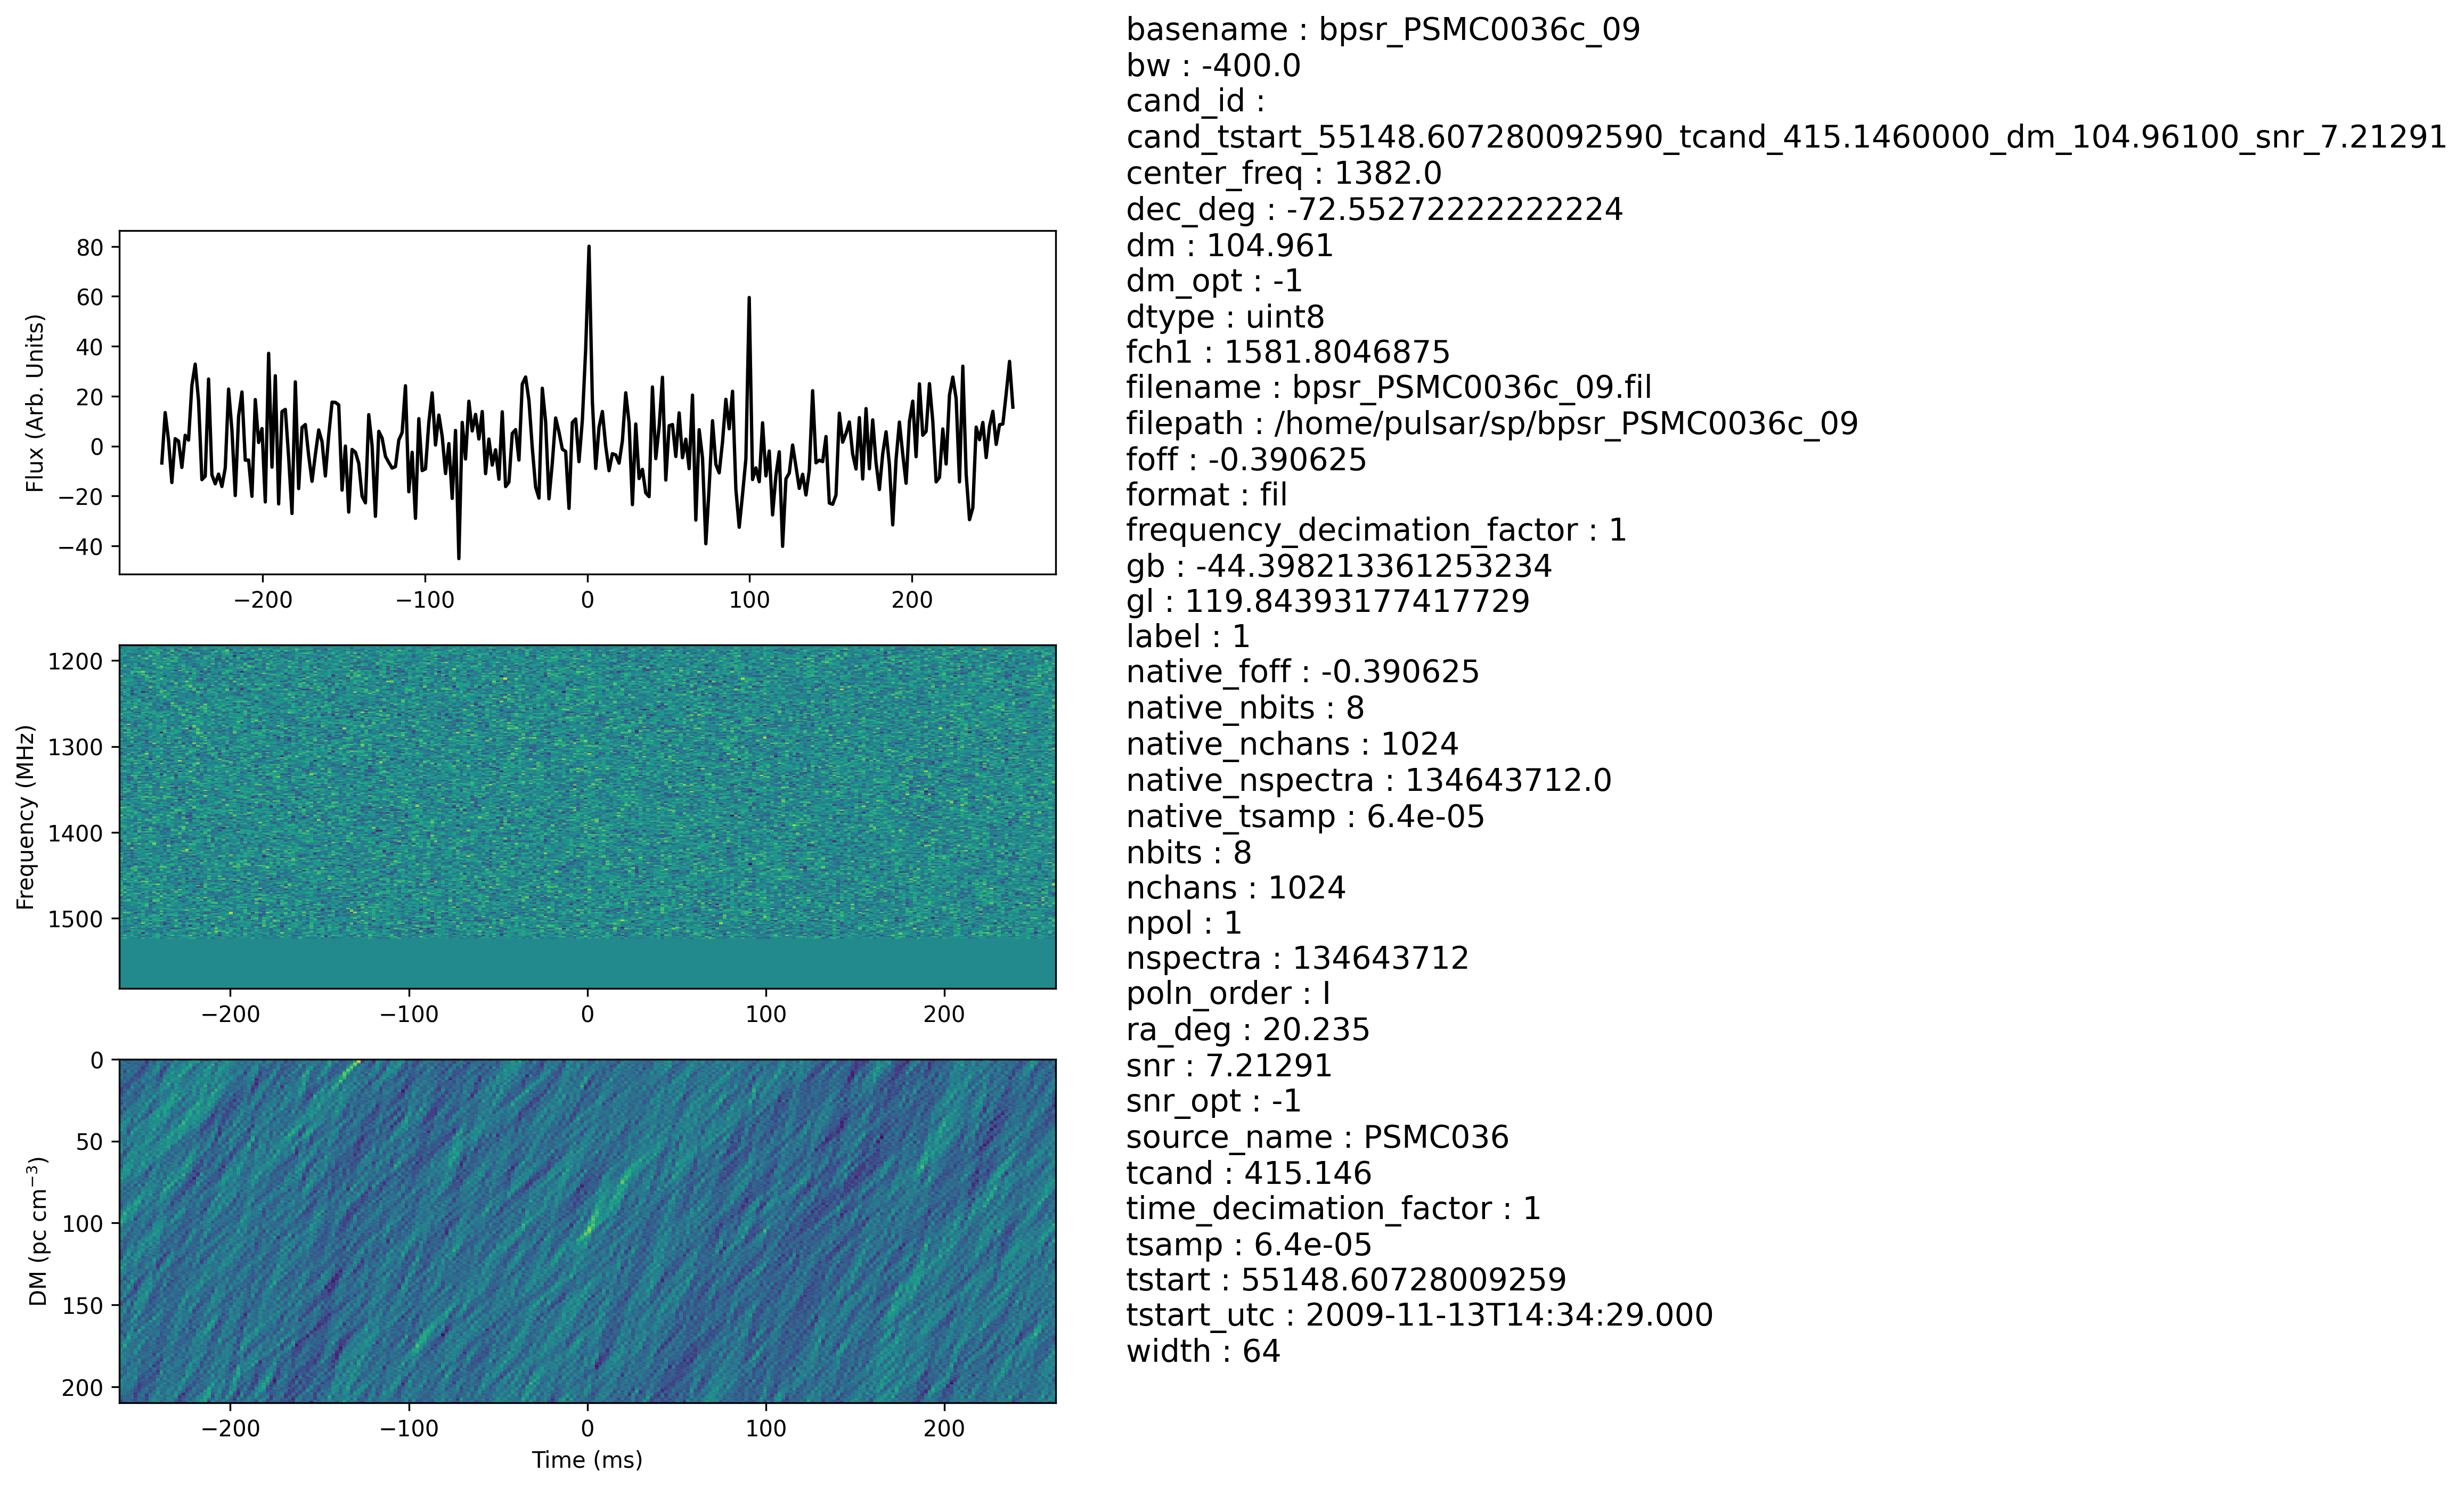 basename : bpsr_PSMC0036c_09
bw : -400.0
cand_id :
cand_tstart_55148.607280092590_tcand_415.1460000_dm_104.96100_snr_7.21291
center_freq : 1382.0
dec_deg : -72.55272222222224
dm : 104.961
dm_opt : -1
dtype : uint8
fch1 : 1581.8046875
filename : bpsr_PSMC0036c_09.fil
filepath : /home/pulsar/sp/bpsr_PSMC0036c_09
foff : -0.390625
format : fil
frequency_decimation_factor : 1
gb : -44.398213361253234
gl : 119.84393177417729
label : 1
native_foff : -0.390625
native_nbits : 8
native_nchans : 1024
native_nspectra : 134643712.0
native_tsamp : 6.4e-05
nbits : 8
nchans : 1024
npol : 1
nspectra : 134643712
poln_order : I
ra_deg : 20.235
snr : 7.21291
snr_opt : -1
source_name : PSMC036
tcand : 415.146
time_decimation_factor : 1
tsamp : 6.4e-05
tstart : 55148.60728009259
tstart_utc : 2009-11-13T14:34:29.000
width : 64
Flux (Arb. Units)
80
60
40
20
0
−20
−40
−200 −100 0 100 200
Frequency (MHz)
1200
1300
1400
1500
−200 −100 0 100 200
DM (pc cm⁻³)
0
50
100
150
200
−200 −100 0 100 200
Time (ms)